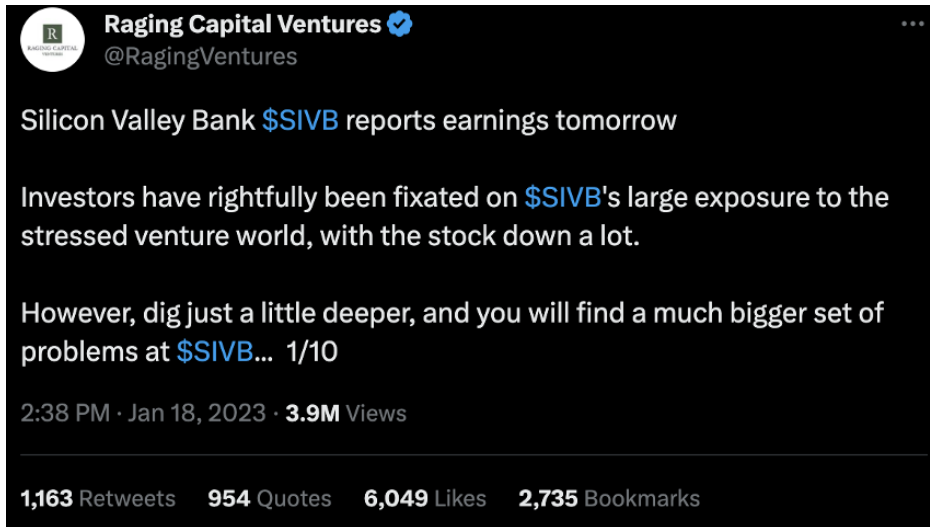 R
RAGING CAPITAL
VENTURES
Raging Capital Ventures
@RagingVentures
Silicon Valley Bank $SIVB reports earnings tomorrow
Investors have rightfully been fixated on $SIVB's large exposure to the
stressed venture world, with the stock down a lot.
However, dig just a little deeper, and you will find a much bigger set of
problems at $SIVB... 1/10
2:38 PM · Jan 18, 2023 · 3.9M Views
1,163 Retweets 954 Quotes 6,049 Likes 2,735 Bookmarks